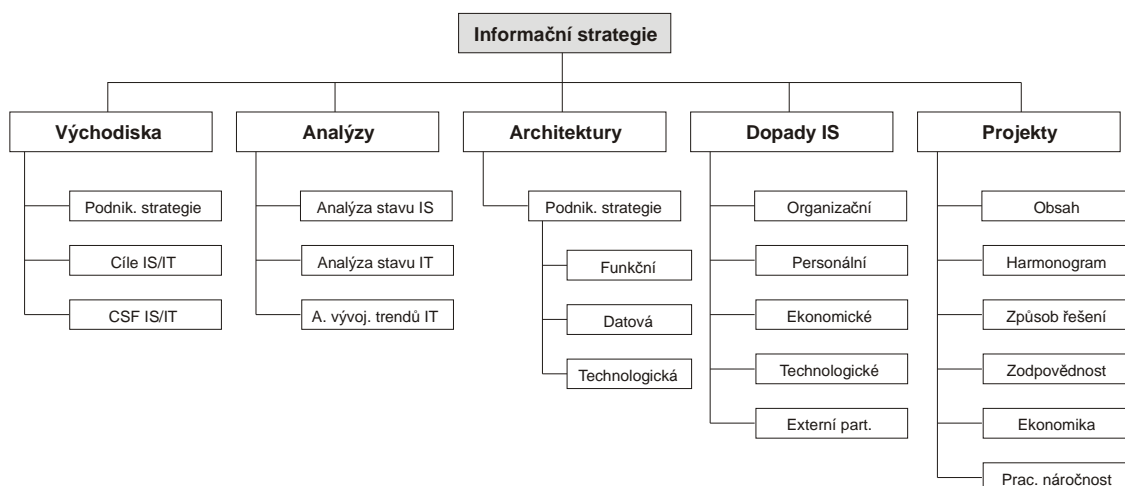 Informační strategie
Východiska
Analýzy
Architektury
Dopady IS
Projekty
Podnik. strategie
Cíle IS/IT
CSF IS/IT
Analýza stavu IS
Analýza stavu IT
A. vývoj. trendů IT
Podnik. strategie
Funkční
Datová
Technologická
Organizační
Personální
Ekonomické
Technologické
Externí part.
Obsah
Harmonogram
Způsob řešení
Zodpovědnost
Ekonomika
Prac. náročnost